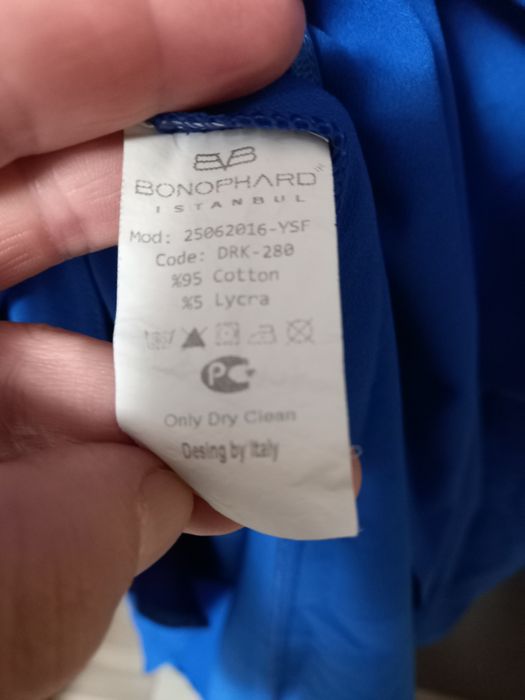 BVB
BONOPHARD
ISTANBUL
Mod: 25062016-YSF
Code: DRK-280
%95 Cotton
%5 Lycra
PC
Only Dry Clean
Desing by Italy